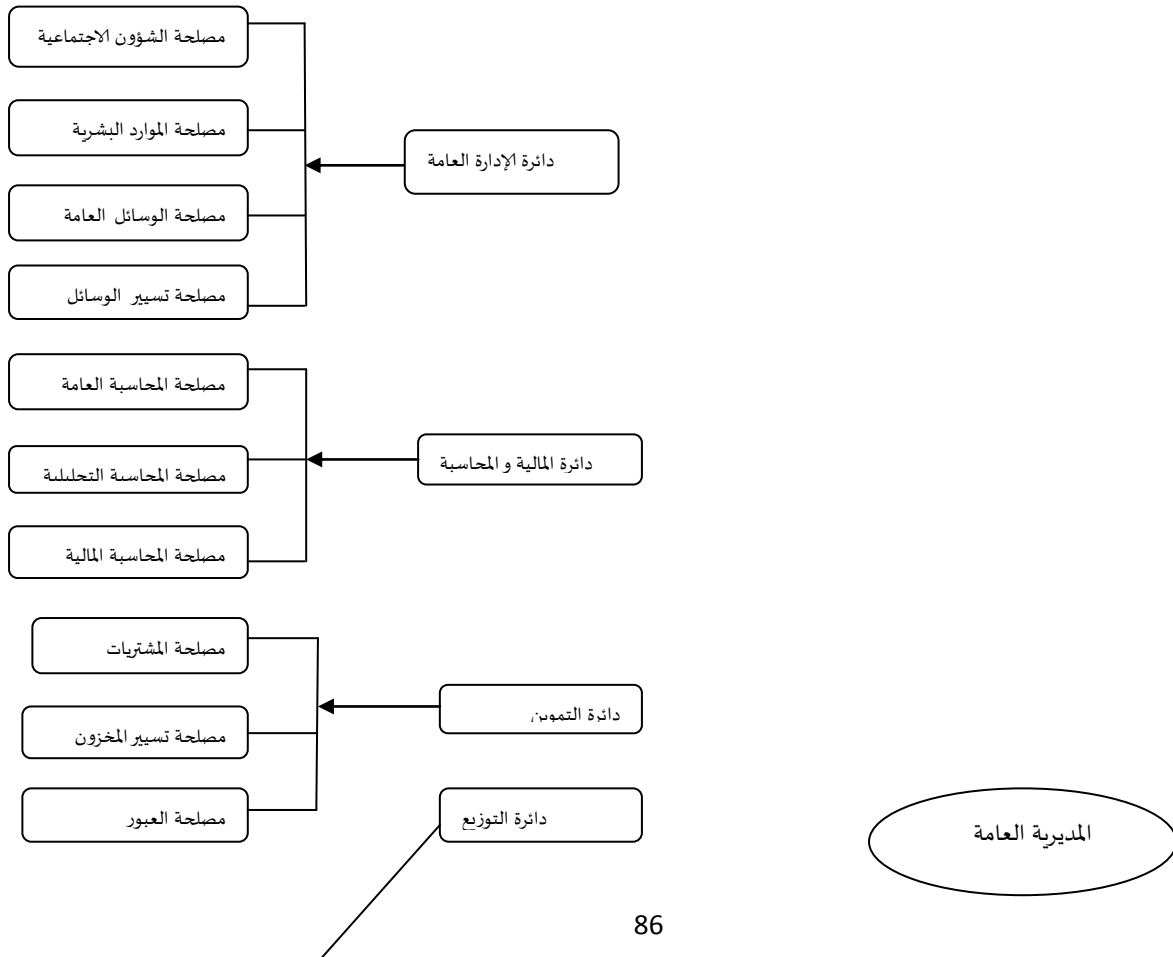 مصلحة الشؤون الاجتماعية
مصلحة الموارد البشرية
دائرة الإدارة العامة
مصلحة الوسائل العامة
مصلحة تسيير الوسائل
مصلحة المحاسبة العامة
دائرة المالية و المحاسبة
مصلحة المحاسبة التحليلية
مصلحة المحاسبة المالية
مصلحة المشتريات
دائرة التموين
مصلحة تسيير المخزون
مصلحة العبور
دائرة التوزيع
المديرية العامة
86